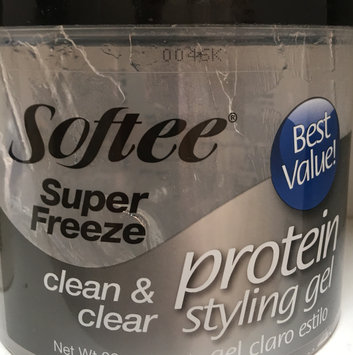 0045K
Softee®
Best
Value!
Super
Freeze
protein
clean &
clear
styling gel
gel claro estilo
Net Wt